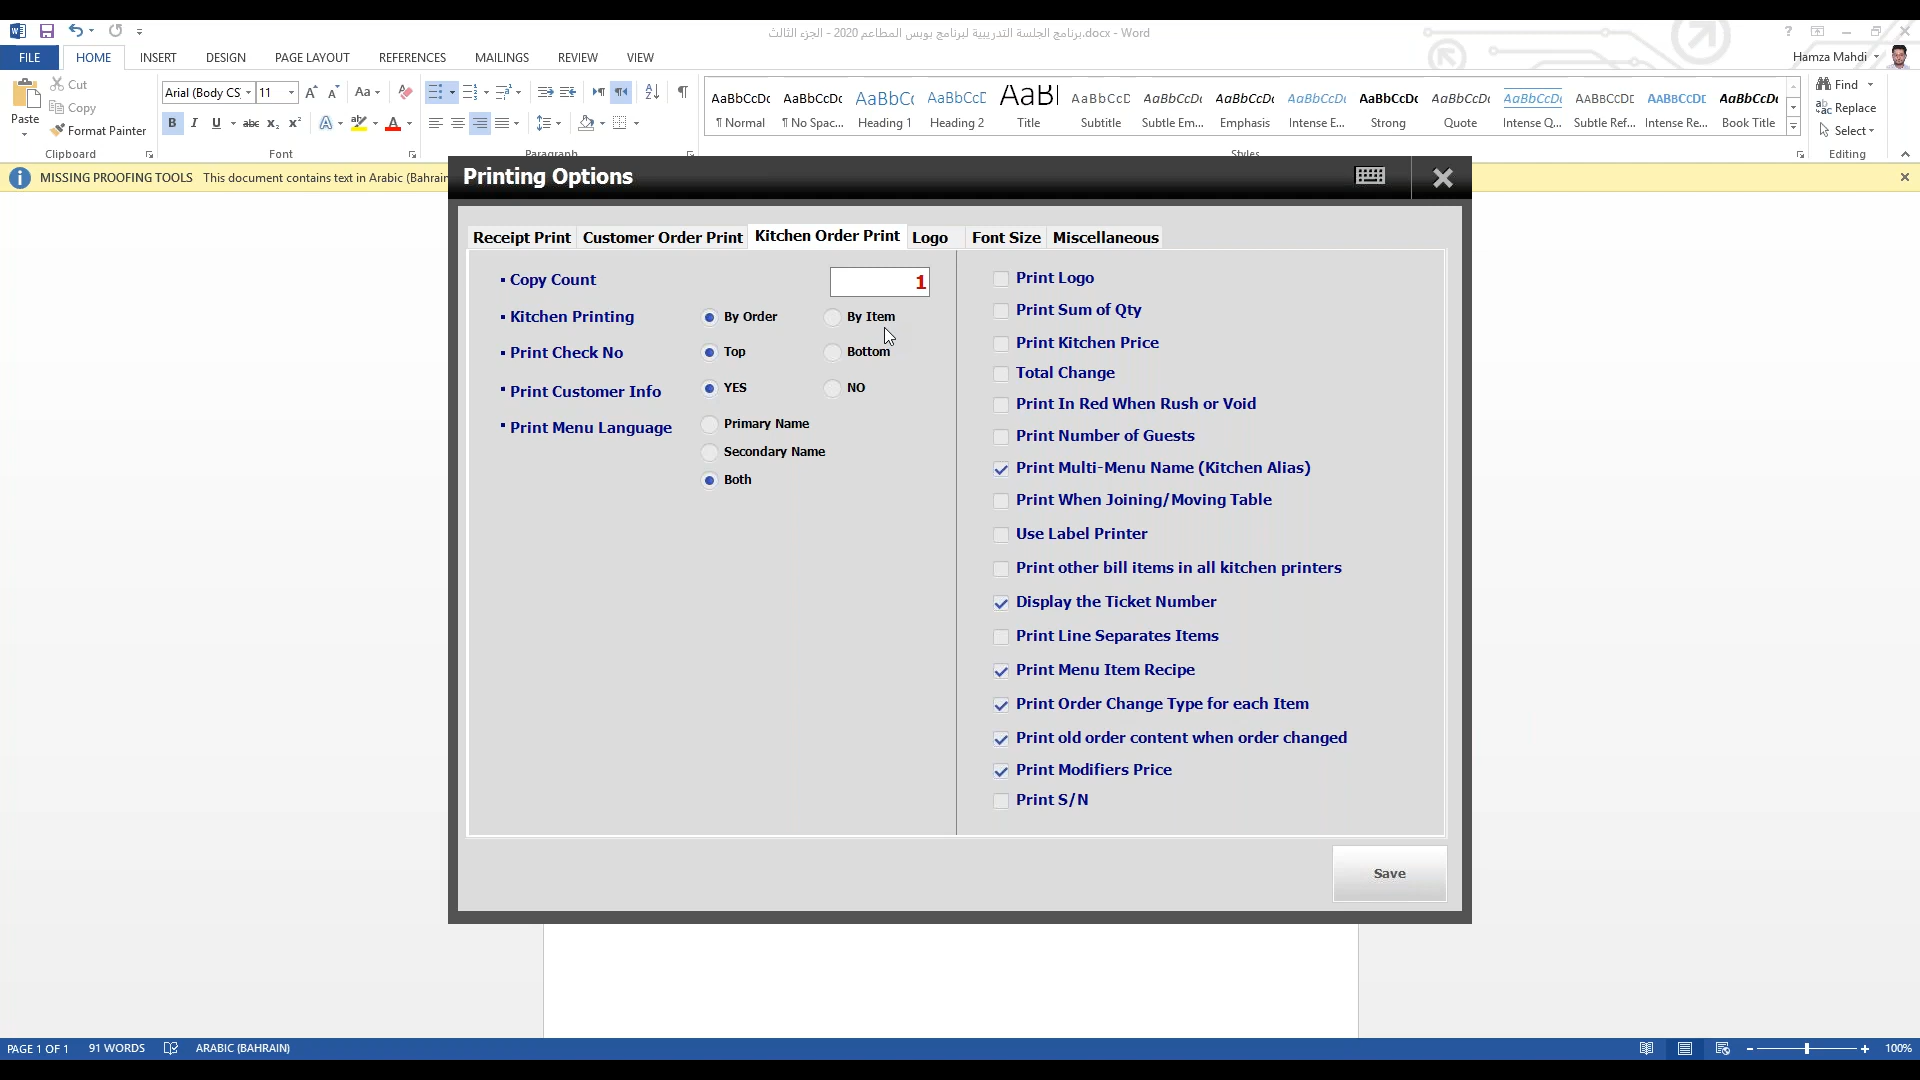 برنامج الجلسة التدريبية لبرنامج بوبس المطاعم 2020 - الجزء الثالث.docx - Word
FILE HOME INSERT DESIGN PAGE LAYOUT REFERENCES MAILINGS REVIEW VIEW
Hamza Mahdi
Paste
Cut
Copy
Format Painter
Clipboard
Arial (Body CS 11
Font
Paragraph
AaBbCcDc AaBbCcDc AaBbCc AaBbCcC AaBl AaBbCcC AaBbCcDc AaBbCcDc AaBbCcDc AaBbCcDc AaBbCcDc AaBbCcDc AaBbCcDc AaBbCcDc AaBbCcDc
¶ Normal ¶ No Spac... Heading 1 Heading 2 Title Subtitle Subtle Em... Emphasis Intense E... Strong Quote Intense Q... Subtle Ref... Intense Re... Book Title
Styles
Find
Replace
Select
Editing
MISSING PROOFING TOOLS This document contains text in Arabic (Bahrain
Printing Options
Receipt Print Customer Order Print Kitchen Order Print Logo Font Size Miscellaneous
Copy Count 1
Kitchen Printing By Order By Item
Print Check No Top Bottom
Print Customer Info YES NO
Print Menu Language Primary Name
Secondary Name
Both
Print Logo
Print Sum of Qty
Print Kitchen Price
Total Change
Print In Red When Rush or Void
Print Number of Guests
Print Multi-Menu Name (Kitchen Alias)
Print When Joining/Moving Table
Use Label Printer
Print other bill items in all kitchen printers
Display the Ticket Number
Print Line Separates Items
Print Menu Item Recipe
Print Order Change Type for each Item
Print old order content when order changed
Print Modifiers Price
Print S/N
Save
PAGE 1 OF 1 91 WORDS ARABIC (BAHRAIN) 100%